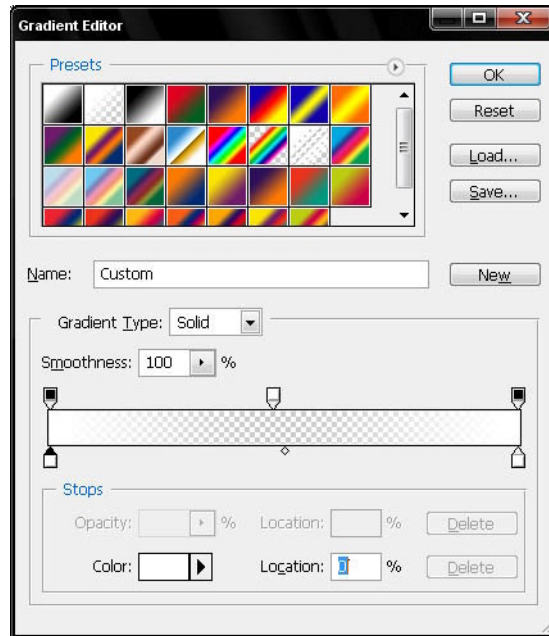 Gradient Editor
Presets
OK
Reset
Load...
Save...
Name: Custom
New
Gradient Type: Solid
Smoothness: 100 %
Stops
Opacity: % Location: % Delete
Color: Location: 0 % Delete